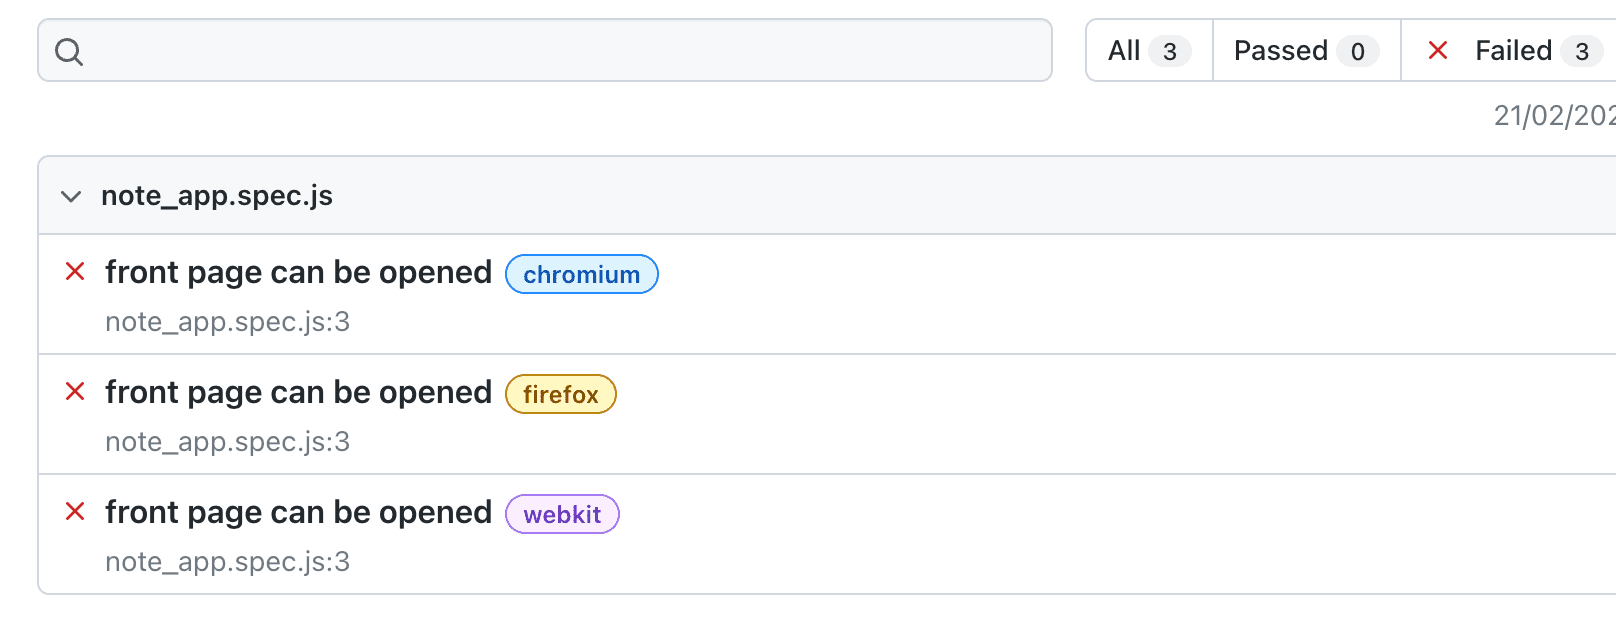 All 3 Passed 0 Failed 3
21/02/202
note_app.spec.js
front page can be opened chromium
note_app.spec.js:3
front page can be opened firefox
note_app.spec.js:3
front page can be opened webkit
note_app.spec.js:3